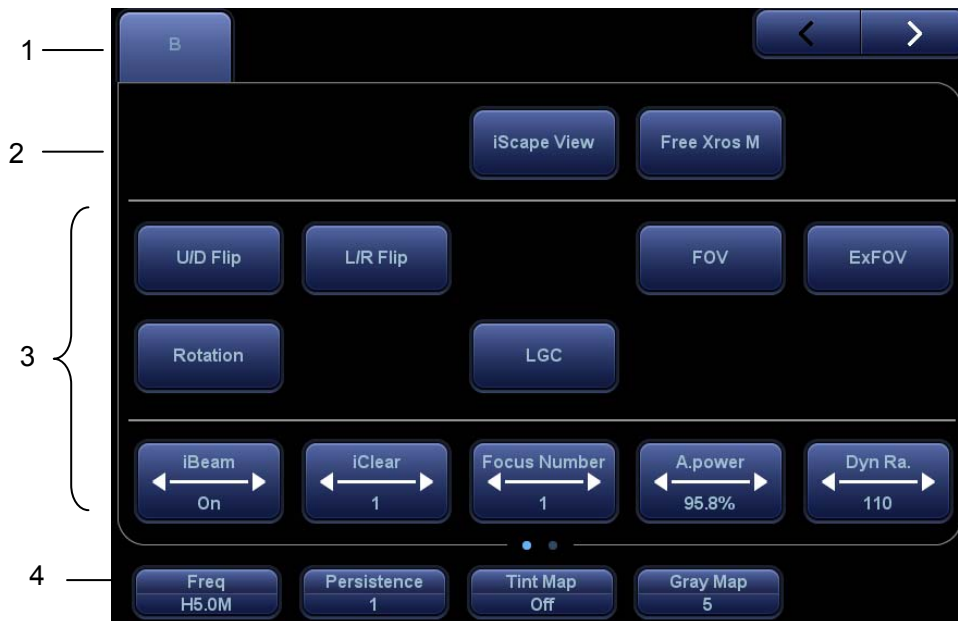 1
B
2
iScape View
Free Xros M
3
U/D Flip
L/R Flip
FOV
ExFOV
Rotation
LGC
iBeam
On
iClear
1
Focus Number
1
A.power
95.8%
Dyn Ra.
110
4
Freq
H5.0M
Persistence
1
Tint Map
Off
Gray Map
5